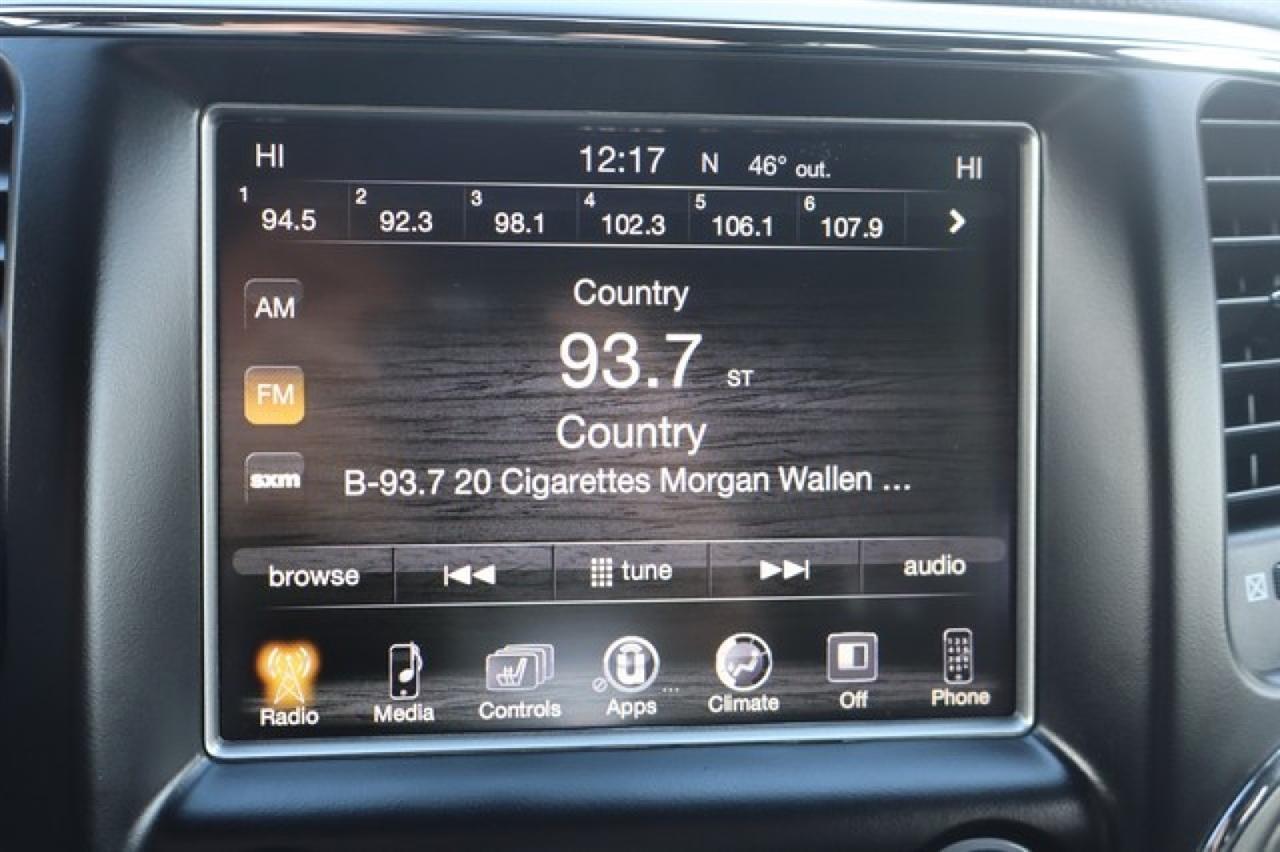 HI 12:17 N 46° out. HI
1 94.5 2 92.3 3 98.1 4 102.3 5 106.1 6 107.9
Country
AM
93.7 ST
FM
Country
sxm
B-93.7 20 Cigarettes Morgan Wallen ...
browse tune audio
Radio Media Controls Apps Climate Off Phone